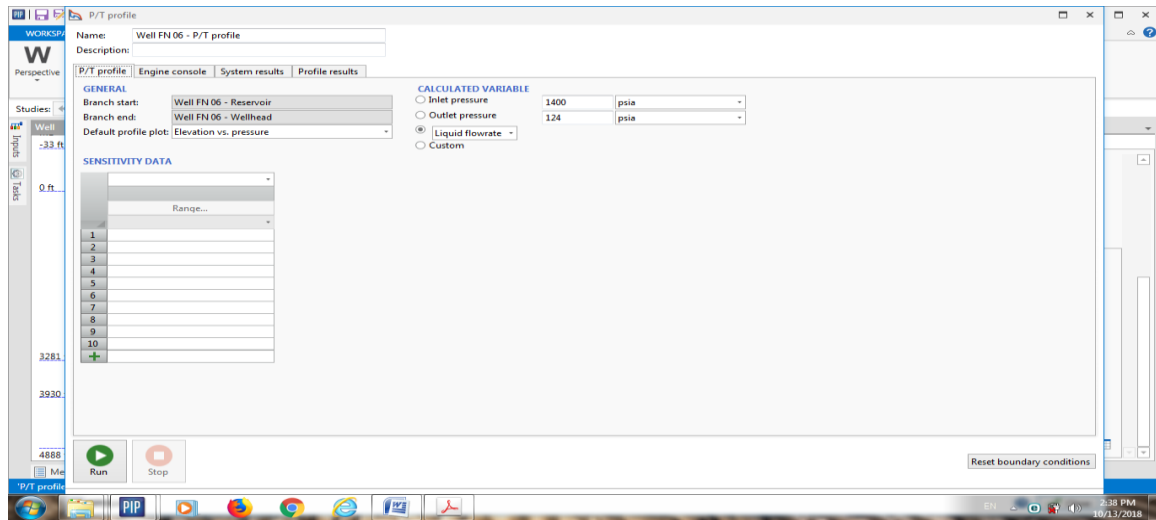 PIP
P/T profile
WORKSP
Name: Well FN 06 - P/T profile
Description:
W
Perspective
P/T profile Engine console System results Profile results
GENERAL CALCULATED VARIABLE
Branch start: Well FN 06 - Reservoir Inlet pressure 1400 psia
Branch end: Well FN 06 - Wellhead Outlet pressure 124 psia
Default profile plot: Elevation vs. pressure Liquid flowrate
Custom
Studies:
Well
Inputs
Tasks
-33 ft
0 ft
SENSITIVITY DATA
Range...
1
2
3
4
5
6
7
8
9
10
3281
3930
4888
Run Stop Reset boundary conditions
Me
'P/T profile
PIP EN 2:38 PM
10/13/2018